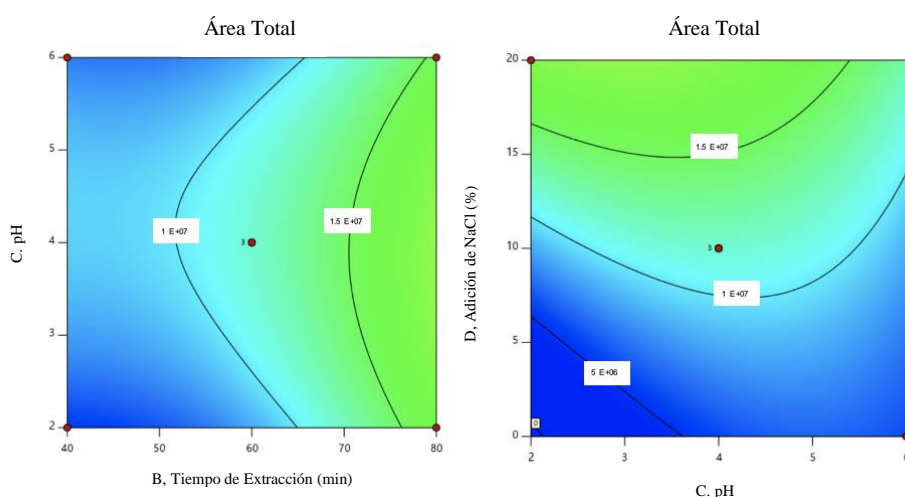 Área Total
6
5
4
3
2
40
50
60
70
80
C. pH
B, Tiempo de Extracción (min)
1 E+07
1.5 E+07
3
Área Total
20
15
10
5
0
2
3
4
5
6
D, Adición de NaCl (%)
C. pH
1.5 E+07
1 E+07
5 E+06
3
0